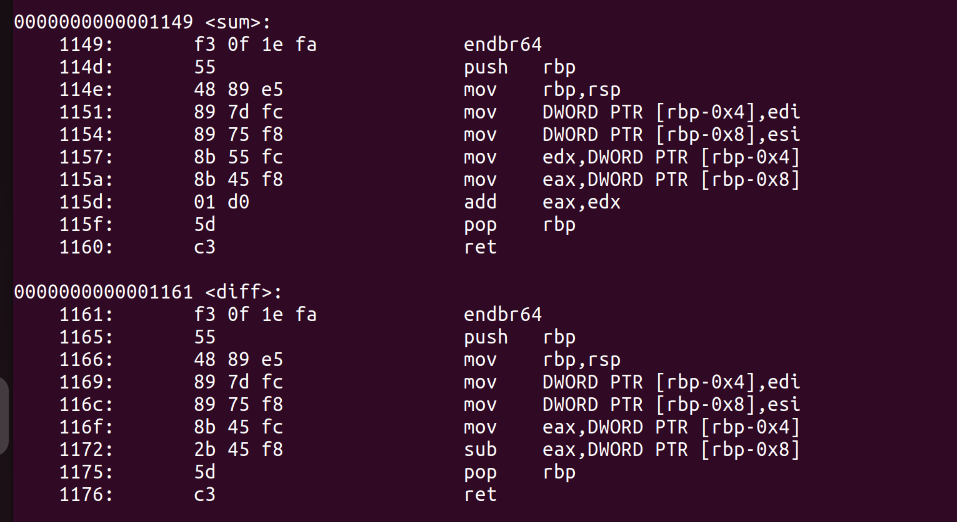 0000000000001149 <sum>:
    1149:	f3 0f 1e fa	endbr64
    114d:	55	push   rbp
    114e:	48 89 e5	mov    rbp,rsp
    1151:	89 7d fc	mov    DWORD PTR [rbp-0x4],edi
    1154:	89 75 f8	mov    DWORD PTR [rbp-0x8],esi
    1157:	8b 55 fc	mov    edx,DWORD PTR [rbp-0x4]
    115a:	8b 45 f8	mov    eax,DWORD PTR [rbp-0x8]
    115d:	01 d0	add    eax,edx
    115f:	5d	pop    rbp
    1160:	c3	ret
0000000000001161 <diff>:
    1161:	f3 0f 1e fa	endbr64
    1165:	55	push   rbp
    1166:	48 89 e5	mov    rbp,rsp
    1169:	89 7d fc	mov    DWORD PTR [rbp-0x4],edi
    116c:	89 75 f8	mov    DWORD PTR [rbp-0x8],esi
    116f:	8b 45 fc	mov    eax,DWORD PTR [rbp-0x4]
    1172:	2b 45 f8	sub    eax,DWORD PTR [rbp-0x8]
    1175:	5d	pop    rbp
    1176:	c3	ret